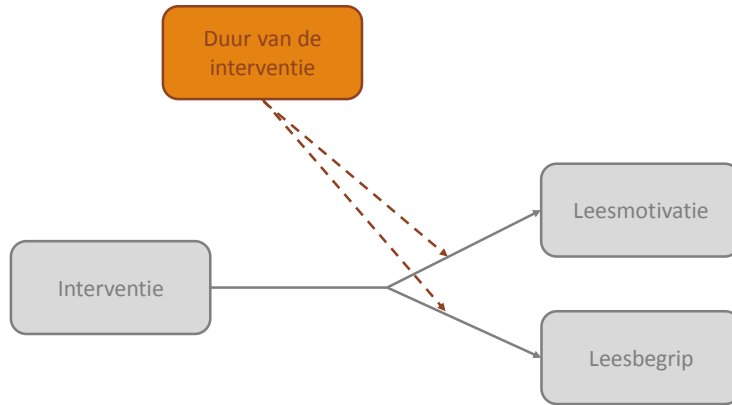 Duur van de
interventie
Leesmotivatie
Interventie
Leesbegrip